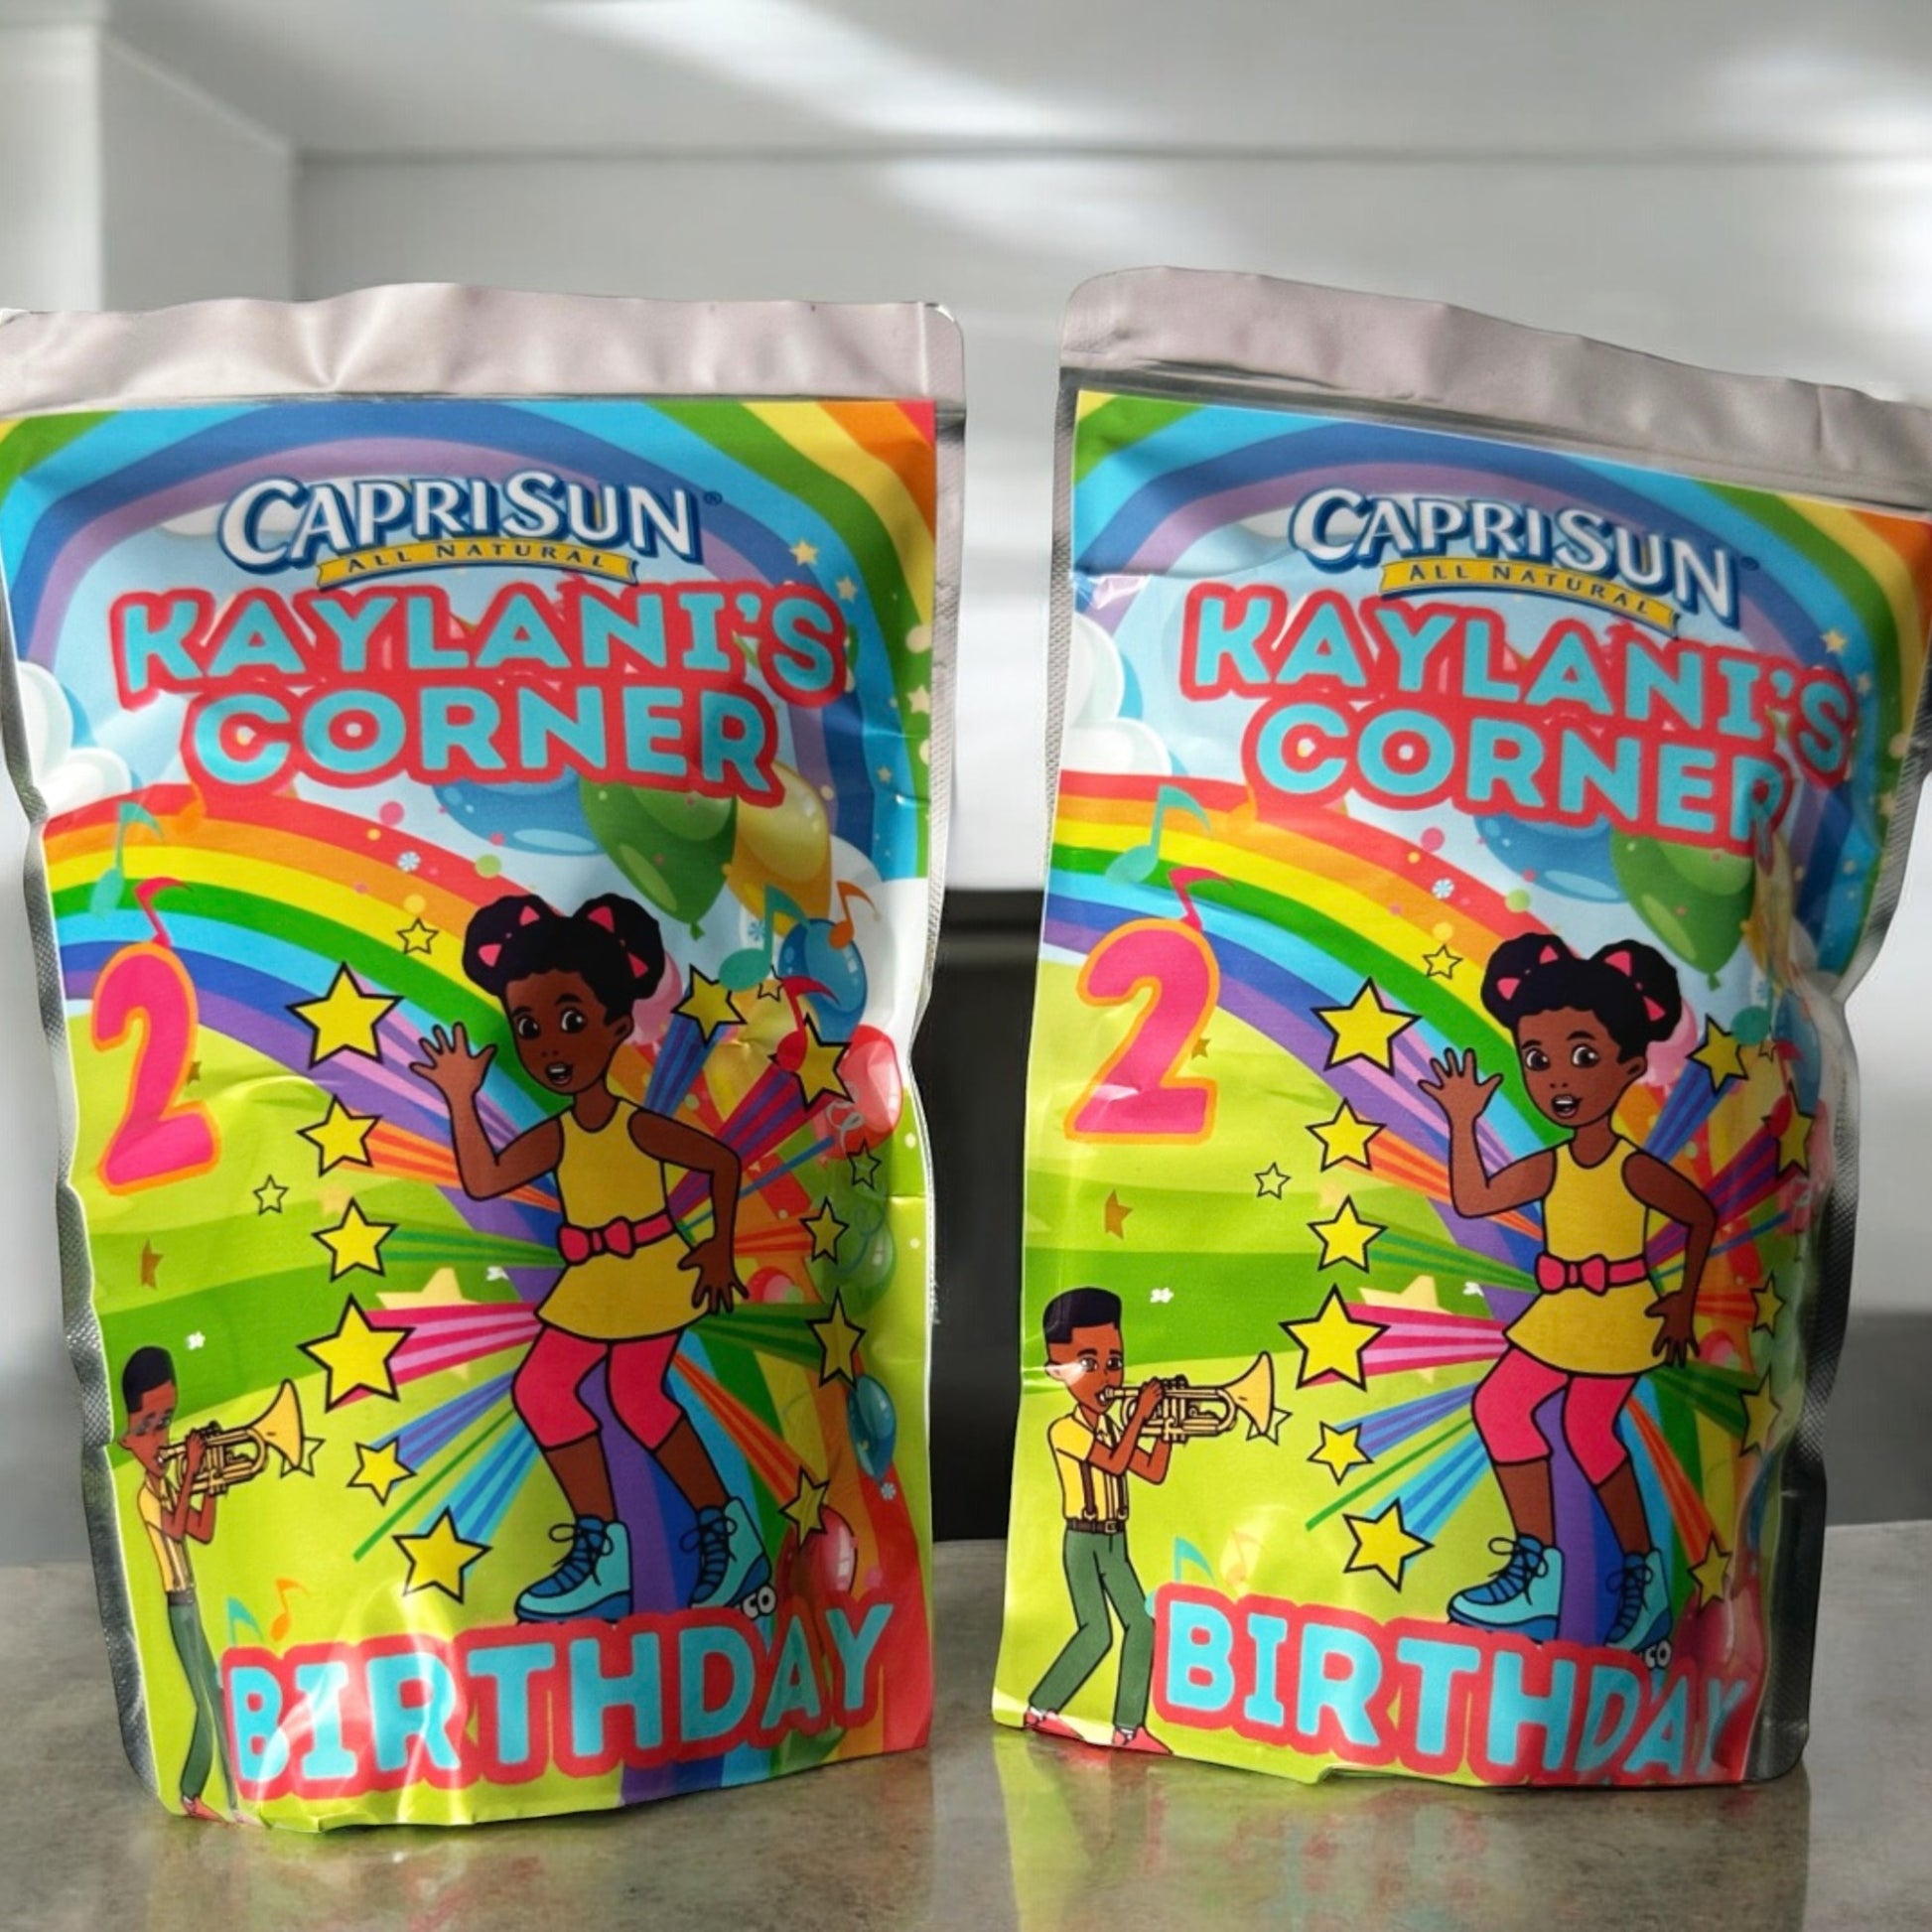 CAPRISUN®
ALL NATURAL
KAYLANI'S
CORNER
2
BIRTHDAY
CAPRISUN®
ALL NATURAL
KAYLANI'S
CORNER
2
BIRTHDAY